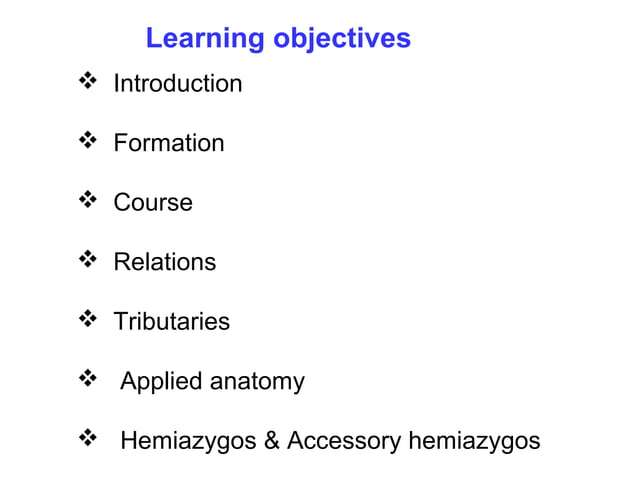 Learning objectives
❖ Introduction
❖ Formation
❖ Course
❖ Relations
❖ Tributaries
❖ Applied anatomy
❖ Hemiazygos & Accessory hemiazygos